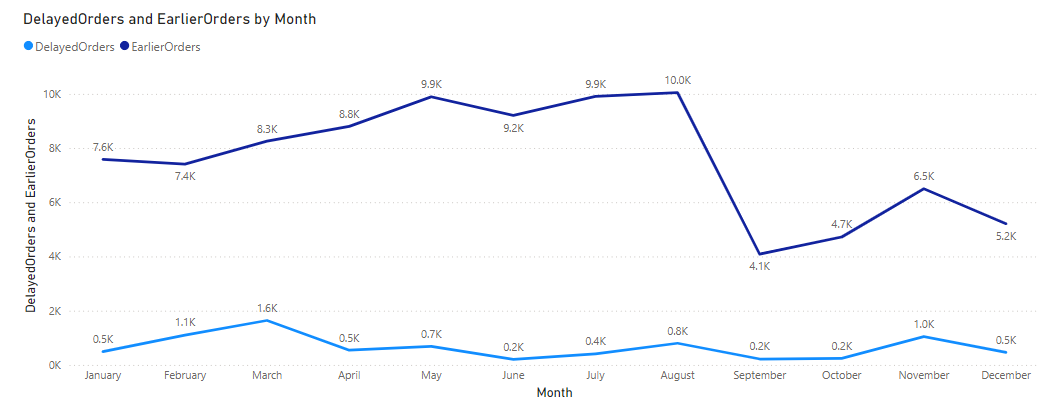 DelayedOrders and EarlierOrders by Month
DelayedOrders EarlierOrders
DelayedOrders and EarlierOrders
10K
8K
6K
4K
2K
0K
7.6K 7.4K 8.3K 8.8K 9.9K 9.2K 9.9K 10.0K 4.1K 4.7K 6.5K 5.2K
0.5K 1.1K 1.6K 0.5K 0.7K 0.2K 0.4K 0.8K 0.2K 0.2K 1.0K 0.5K
January February March April May June July August September October November December
Month